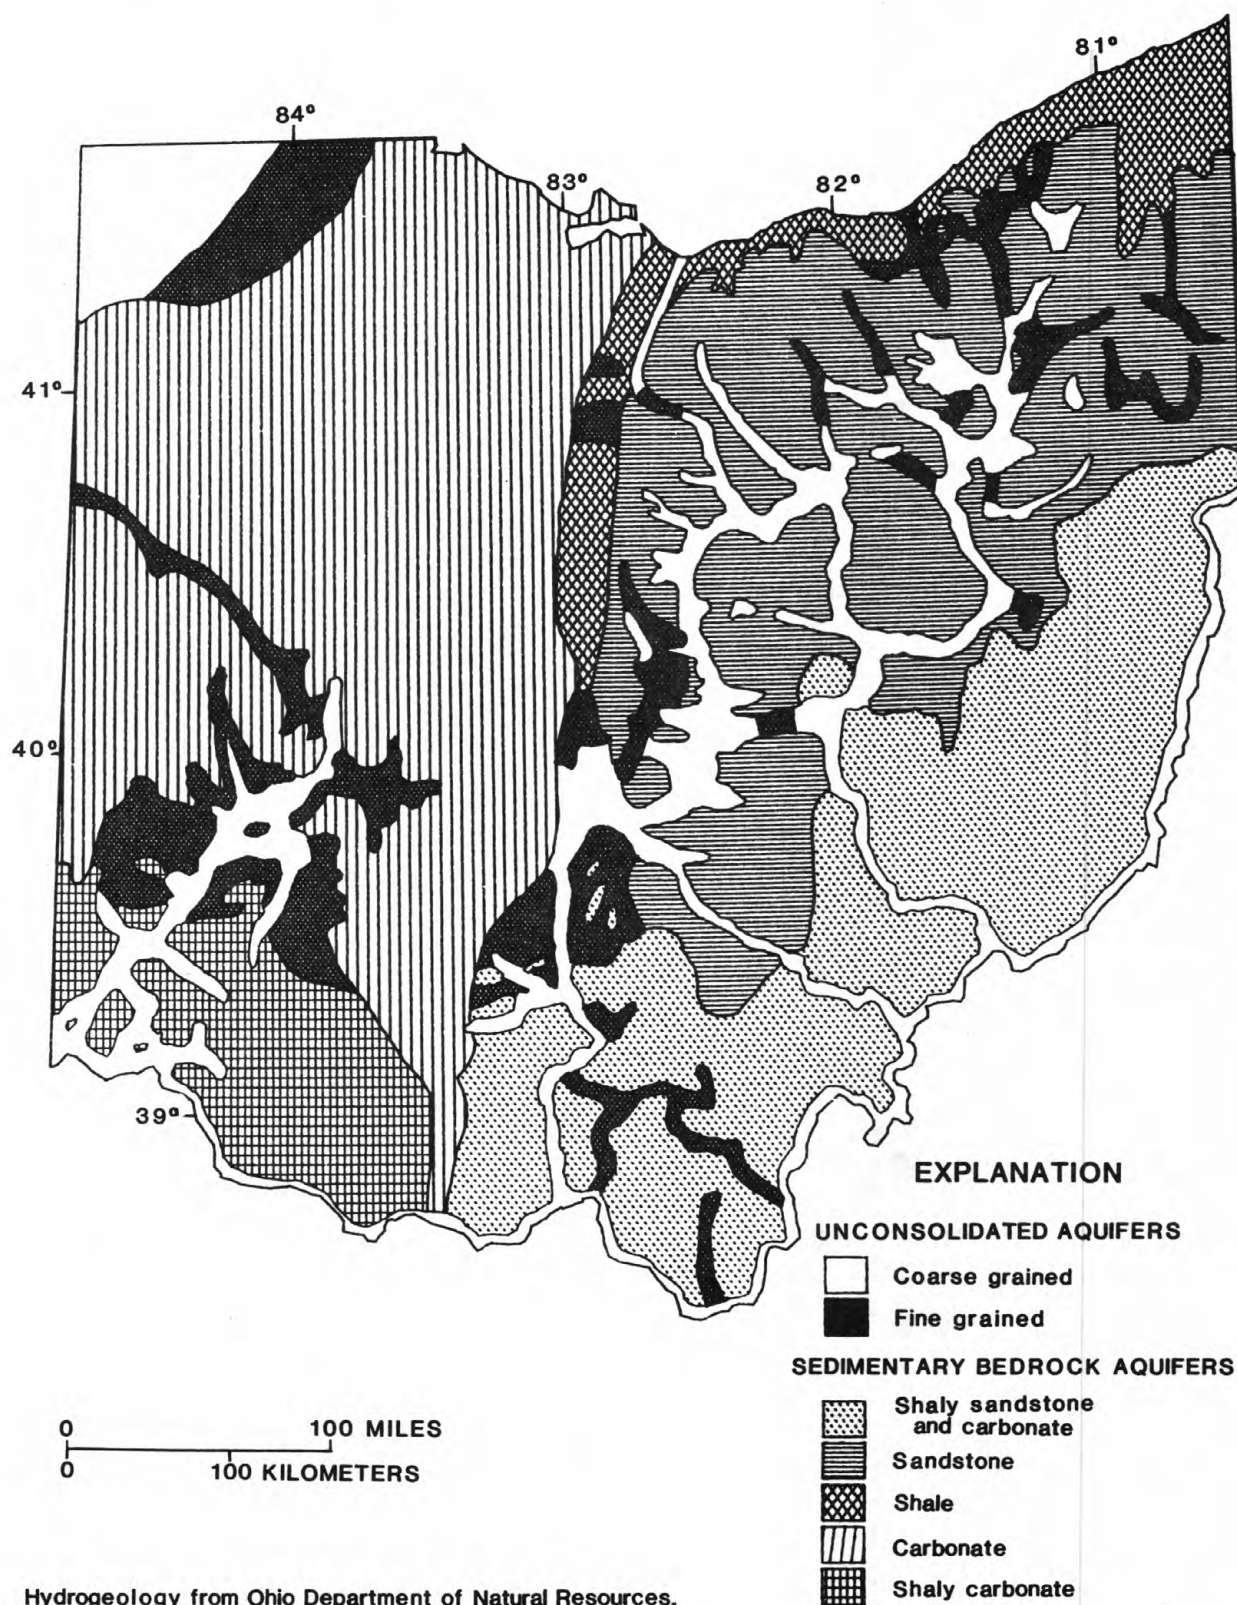 81°
84°
83°
82°
41°
40°
39°
EXPLANATION
UNCONSOLIDATED AQUIFERS
Coarse grained
Fine grained
SEDIMENTARY BEDROCK AQUIFERS
Shaly sandstone
and carbonate
Sandstone
Shale
Carbonate
Shaly carbonate
0 100 MILES
0 100 KILOMETERS
Hydrogeology from Ohio Department of Natural Resources.